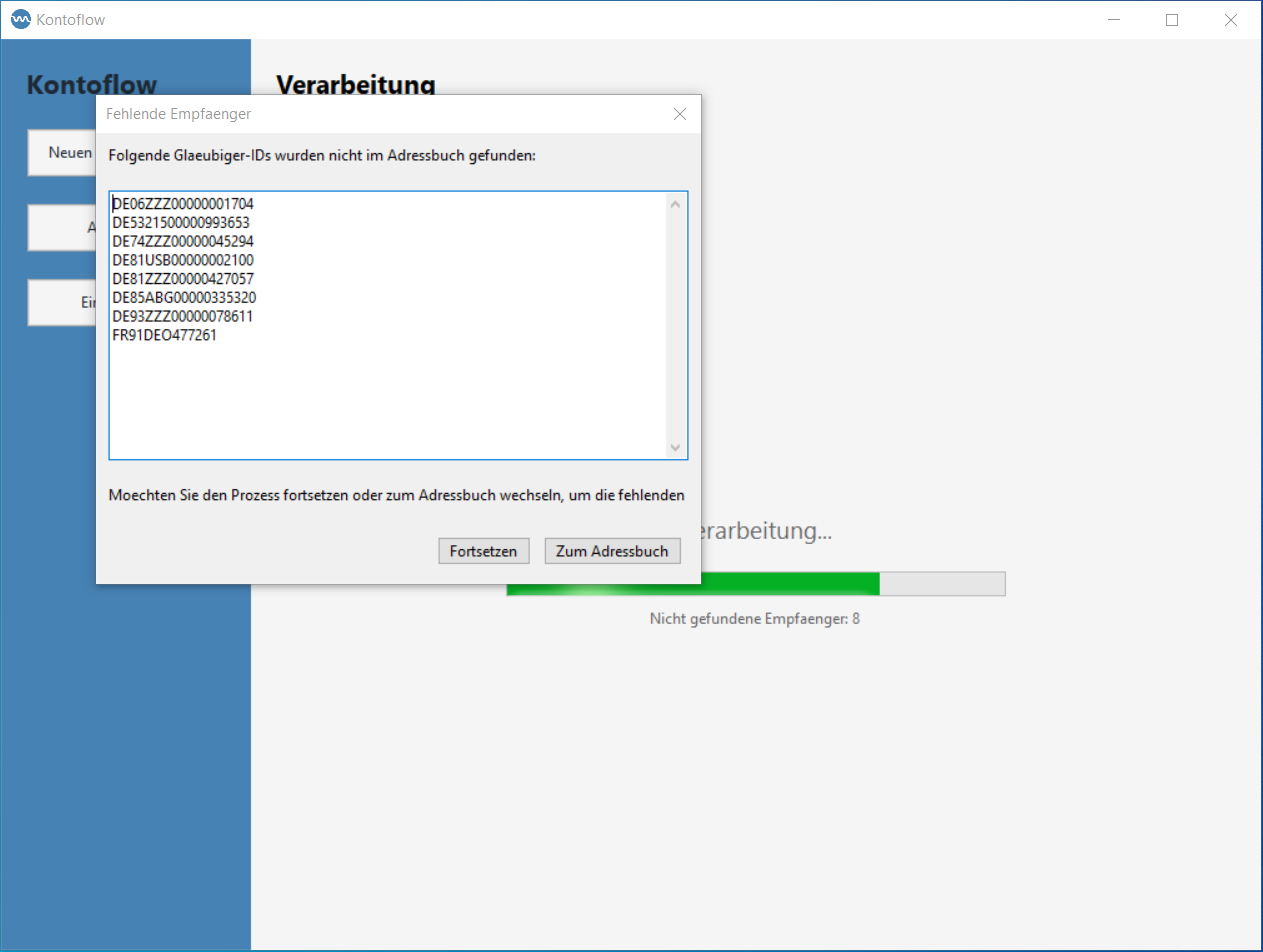 Kontoflow
Kontoflow
Verarbeitung
Neuen
Fehlende Empfaenger
Folgende Glaeubiger-IDs wurden nicht im Adressbuch gefunden:
DE06ZZZ00000001704
DE5321500000993653
DE74ZZZ00000045294
DE81USB00000002100
DE81ZZZ00000427057
DE85ABG00000335320
DE93ZZZ00000078611
FR91DEO477261
Moechten Sie den Prozess fortsetzen oder zum Adressbuch wechseln, um die fehlenden
Fortsetzen Zum Adressbuch
erarbeitung...
Nicht gefundene Empfaenger: 8